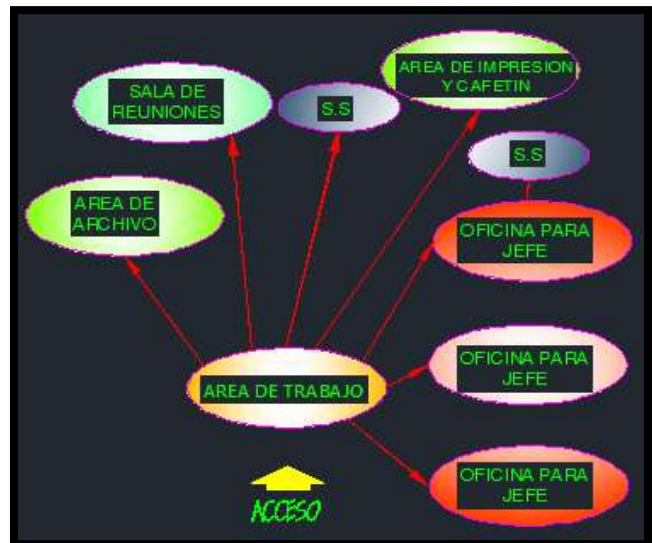 AREA DE IMPRESION
Y CAFETIN
SALA DE
REUNIONES
S.S
S.S
AREA DE
ARCHIVO
OFICINA PARA
JEFE
OFICINA PARA
JEFE
AREA DE TRABAJO
OFICINA PARA
JEFE
ACCESO